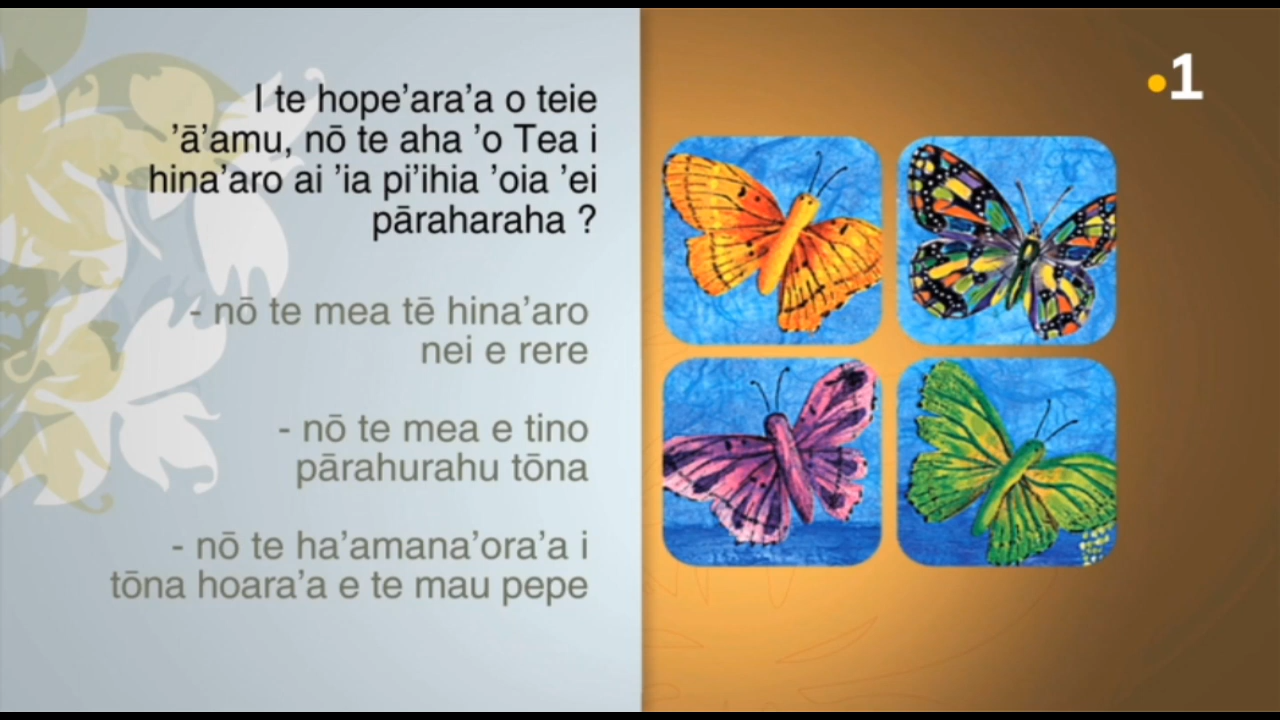 I te hope’ara’a o teie
’ā’amu, nō te aha ’o Tea i
hina’aro ai ’ia pi’ihia ’oia ’ei
pāraharaha ?
- nō te mea tē hina’aro
nei e rere
- nō te mea e tino
pārahurahu tōna
- nō te ha’amana’ora’a i
tōna hoara’a e te mau pepe
1